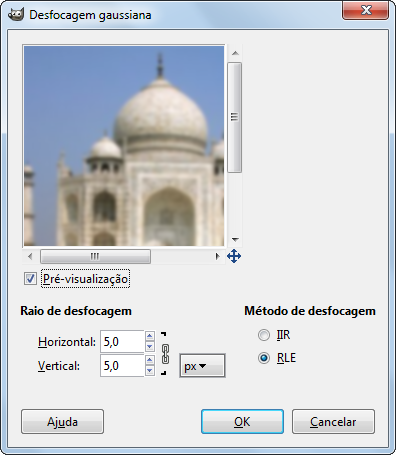 Desfocagem gaussiana
Pré-visualização
Raio de desfocagem
Método de desfocagem
Horizontal: 5,0
IIR
Vertical: 5,0 px
RLE
Ajuda OK Cancelar